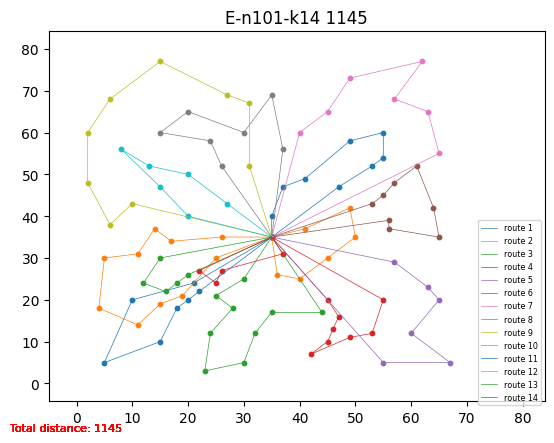 E-n101-k14 1145
80
70
60
50
40
30
20
10
0
0 10 20 30 40 50 60 70 80
route 1
route 2
route 3
route 4
route 5
route 6
route 7
route 8
route 9
route 10
route 11
route 12
route 13
route 14
Total distance: 1145